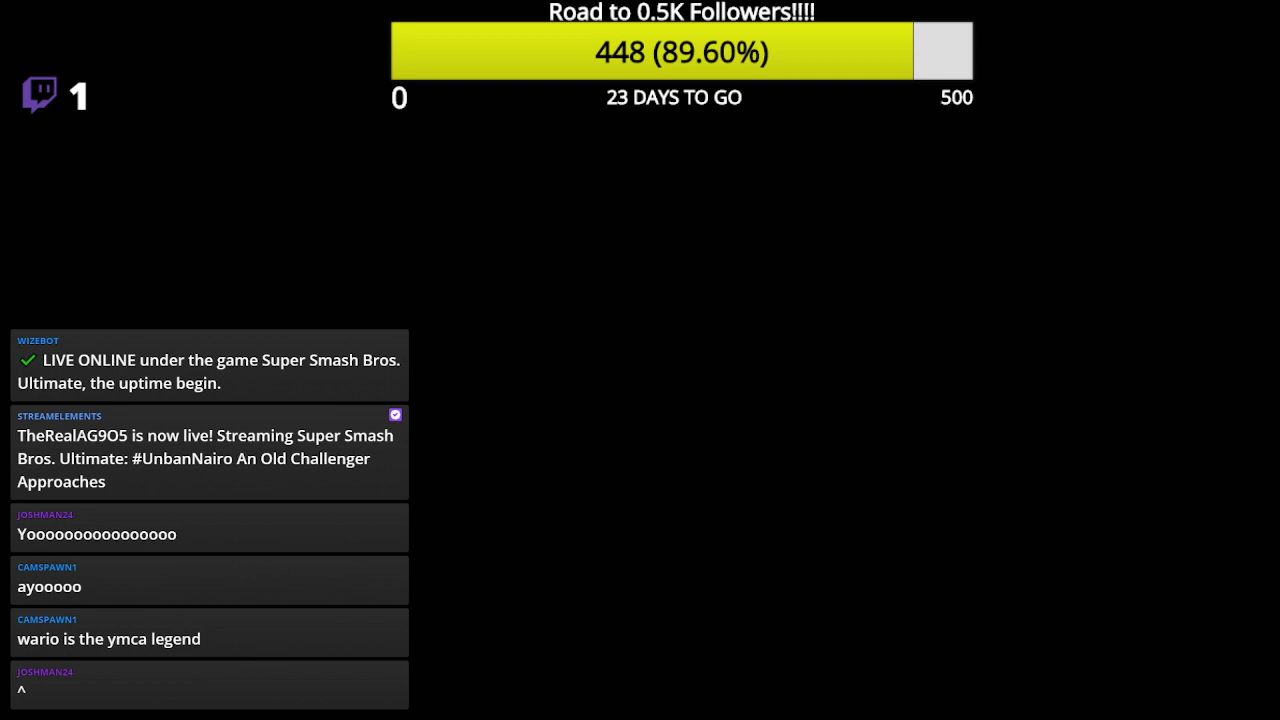 Road to 0.5K Followers!!!!
448 (89.60%)
1
0
23 DAYS TO GO
500
WIZEBOT
LIVE ONLINE under the game Super Smash Bros.
Ultimate, the uptime begin.
STREAMELEMENTS
TheRealAG9O5 is now live! Streaming Super Smash
Bros. Ultimate: #UnbanNairo An Old Challenger
Approaches
JOSHMAN24
Yooooooooooooooo
CAMSPAWN1
ayooooo
CAMSPAWN1
wario is the ymca legend
JOSHMAN24
^